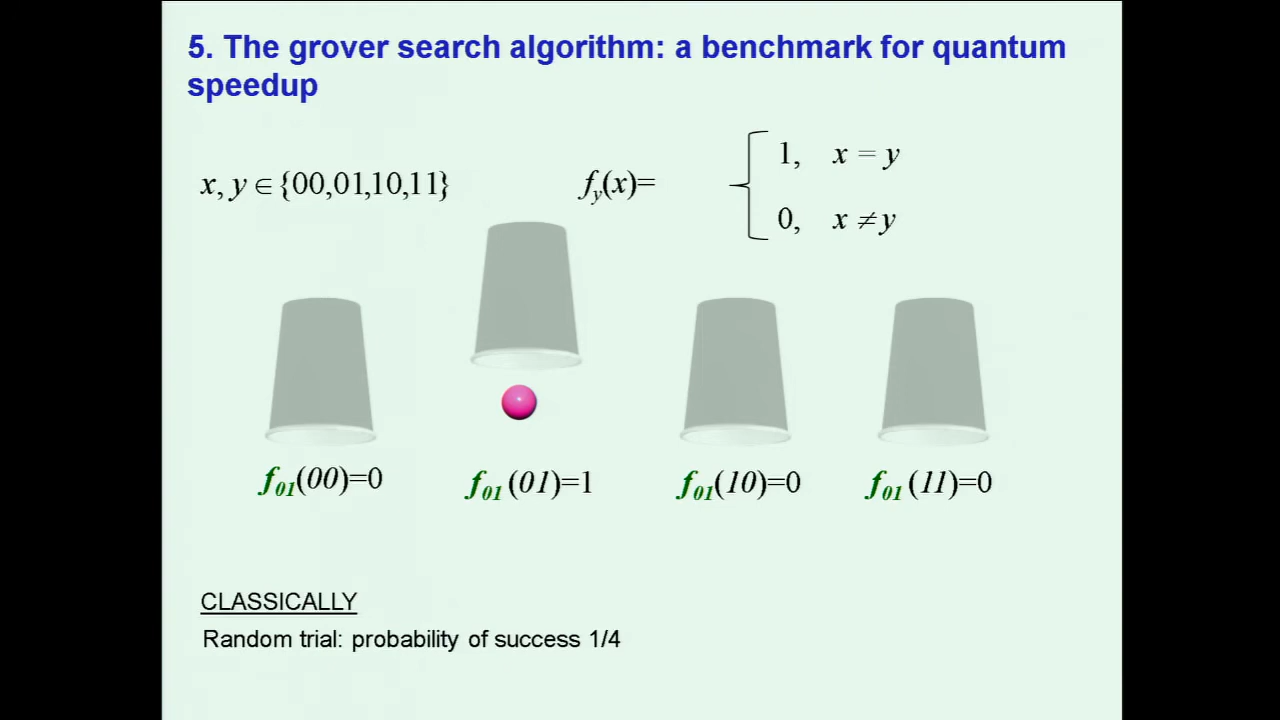 5. The grover search algorithm: a benchmark for quantum
speedup
x, y ∈ {00,01,10,11}
f_y(x)=
1, x = y
0, x ≠ y
f_01(00)=0
f_01 (01)=1
f_01(10)=0
f_01 (11)=0
CLASSICALLY
Random trial: probability of success 1/4